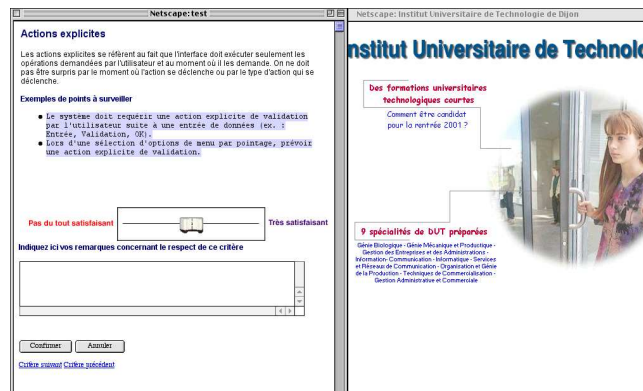 Netscape: test
Actions explicites
Les actions explicites se réfèrent au fait que l'interface doit exécuter seulement les
opérations demandées par l'utilisateur et au moment où il les demande. On ne doit
pas être surpris par le moment où l'action se déclenche ou par le type d'action qui se
déclenche.
Exemples de points à surveiller
Le système doit requérir une action explicite de validation
par l'utilisateur suite à une entrée de données (ex. :
Entrée, Validation, OK).
Lors d'une sélection d'options de menu par pointage, prévoir
une action explicite de validation.
Pas du tout satisfaisant
Très satisfaisant
Indiquez ici vos remarques concernant le respect de ce critère
Confirmer
Annuler
Critère suivant Critère précédent
Netscape: Institut Universitaire de Technologie de Dijon
nstitut Universitaire de Technolo
Des formations universitaires
technologiques courtes
Comment être candidat
pour la rentrée 2001 ?
9 spécialités de DUT préparées
Génie Biologique - Génie Mécanique et Productique -
Gestion des Entreprises et des Administrations -
Information- Communication - Informatique - Services
et Réseaux de Communication - Organisation et Génie
de la Production - Techniques de Commercialisation -
Gestion Administrative et Commerciale